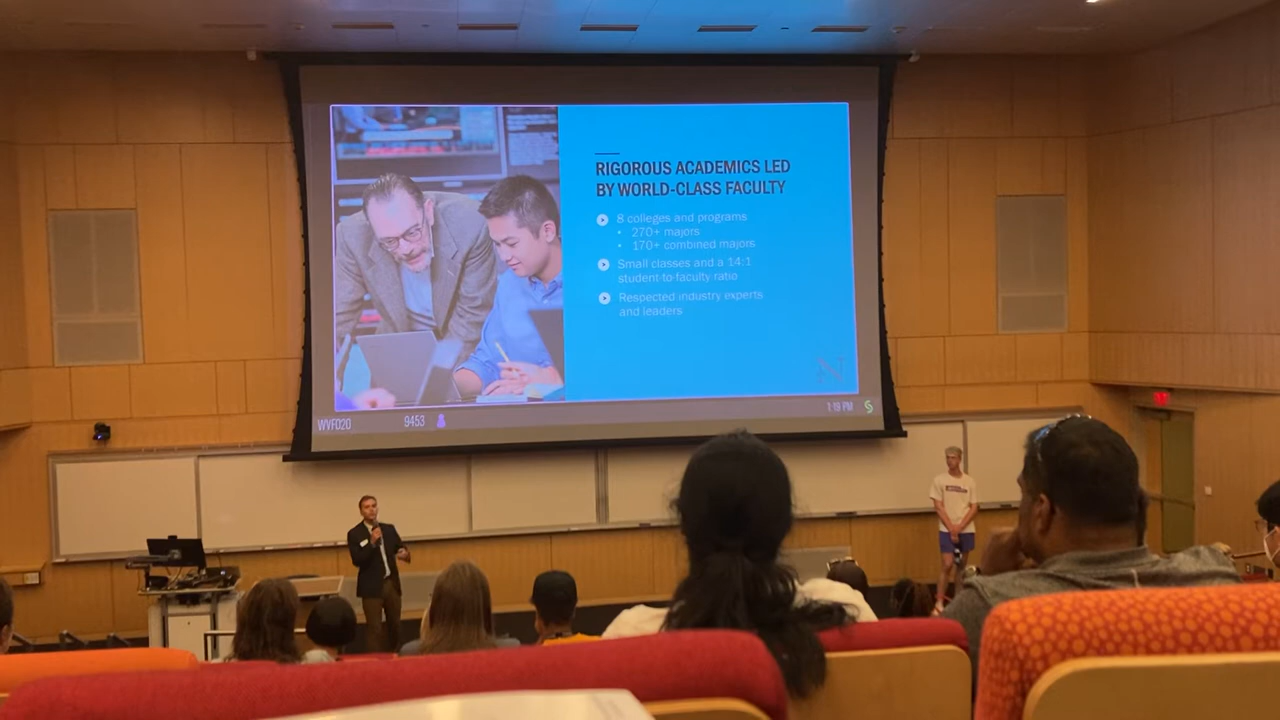 RIGOROUS ACADEMICS LED
BY WORLD-CLASS FACULTY
8 colleges and programs
• 270+ majors
• 170+ combined majors
Small classes and a 14:1
student-to-faculty ratio
Respected industry experts
and leaders
N
WVF020 9453 1:19 PM